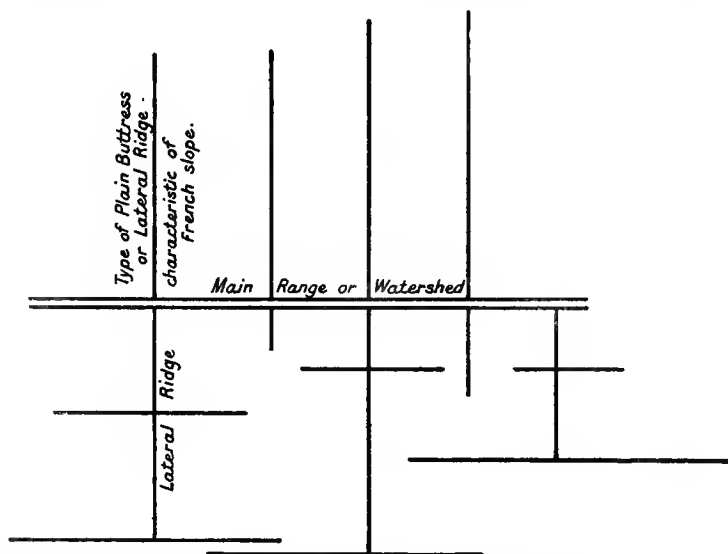 Type of Plain Buttress
or Lateral Ridge.
characteristic of
French slope.
Main Range or Watershed
Lateral Ridge